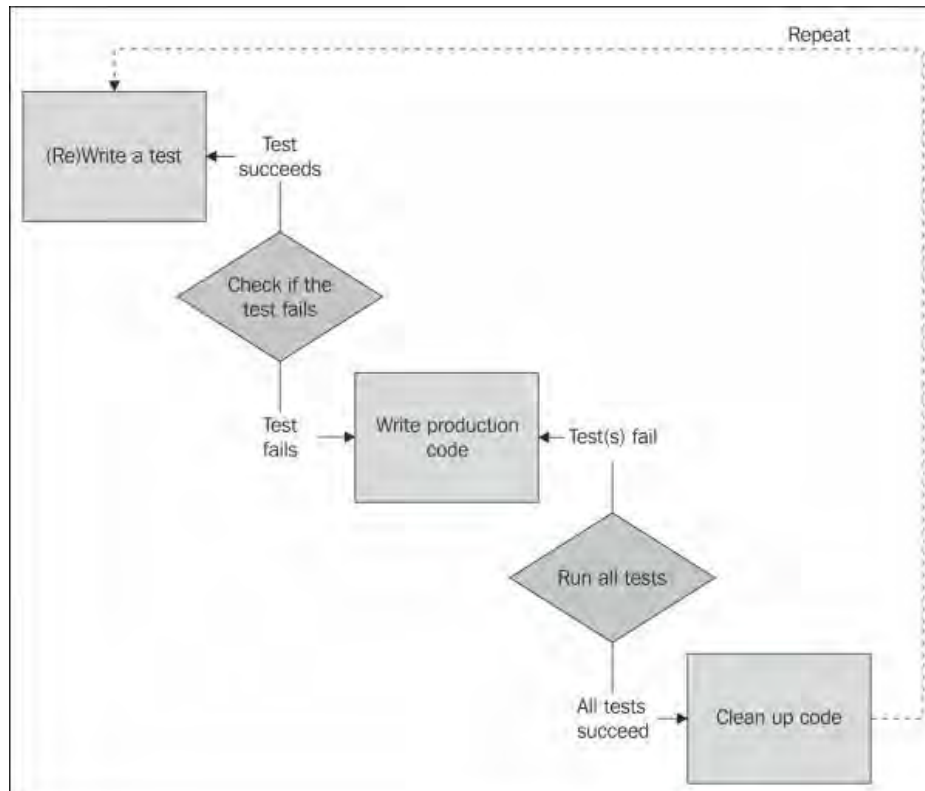 Repeat
(Re)Write a test
Test
succeeds
Check if the
test fails
Test
fails
Write production
code
Test(s) fail
Run all tests
All tests
succeed
Clean up code